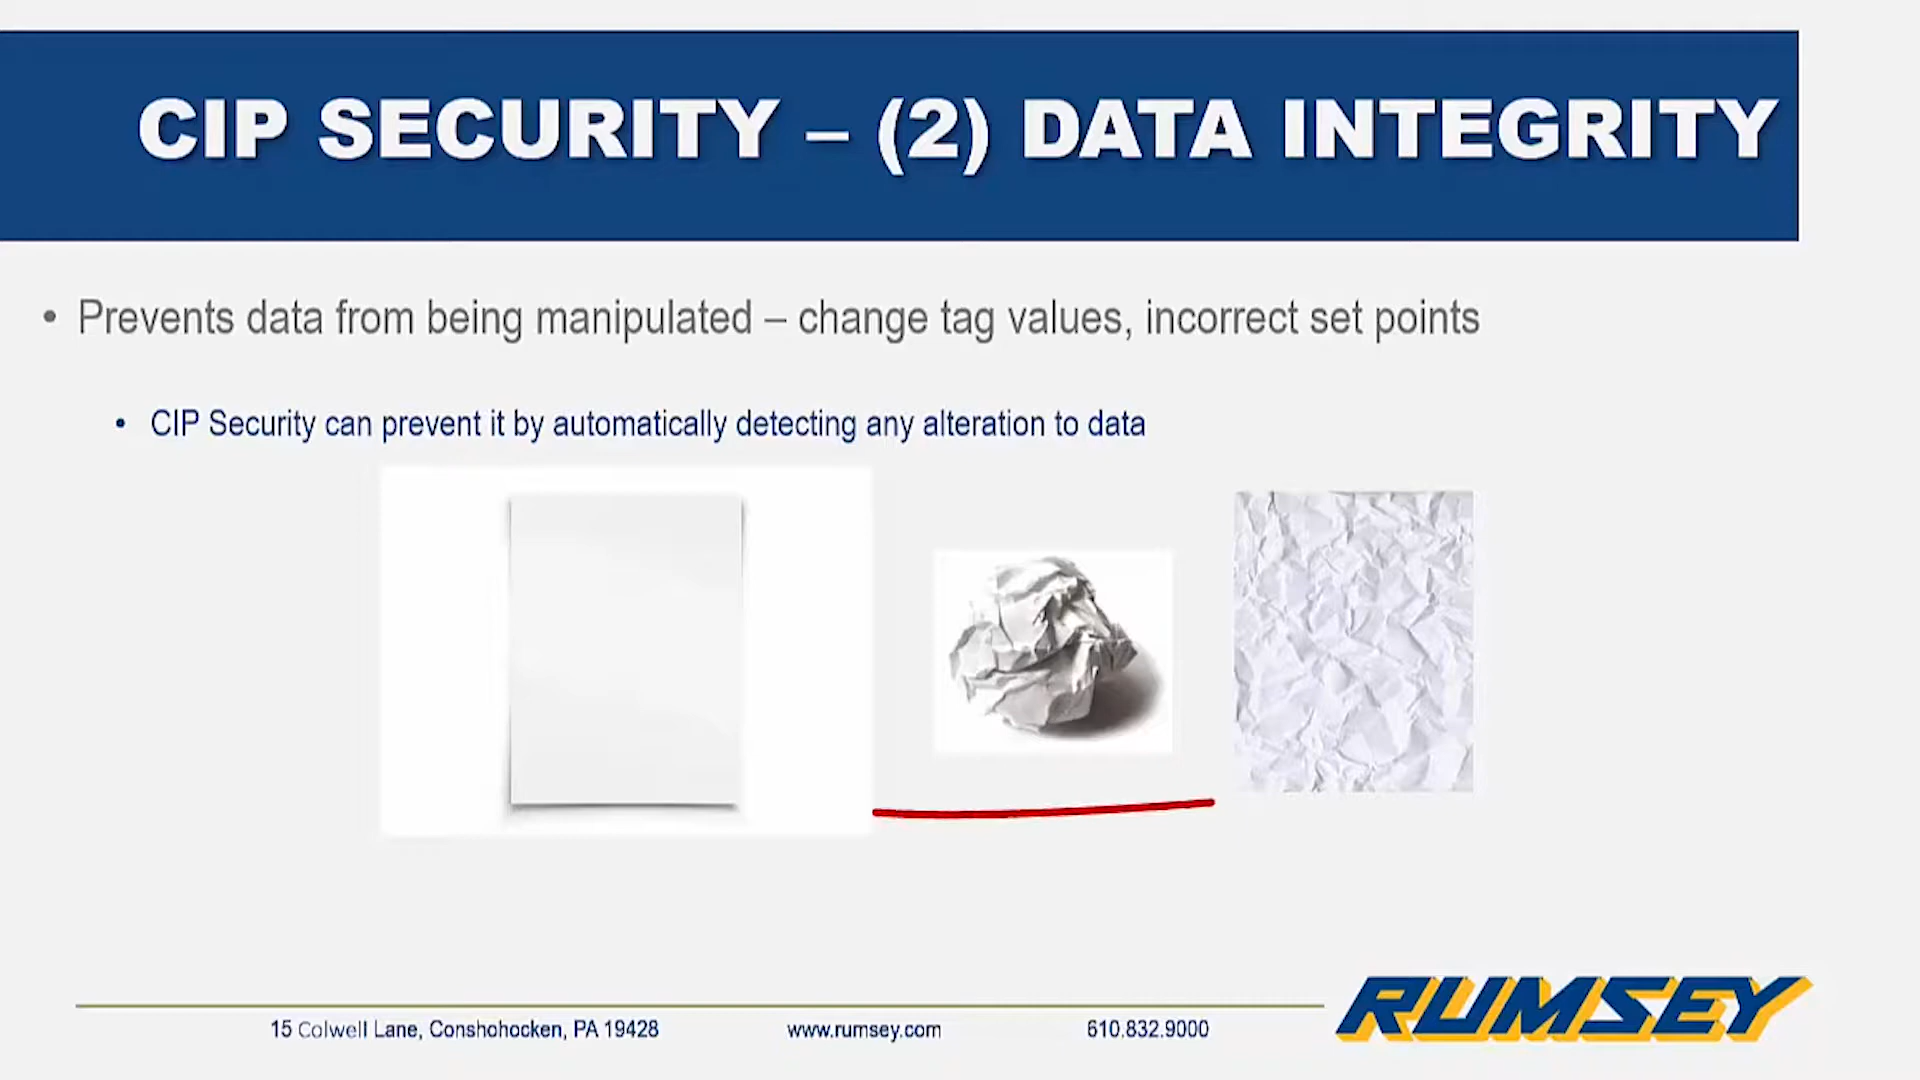 CIP SECURITY – (2) DATA INTEGRITY
• Prevents data from being manipulated – change tag values, incorrect set points
• CIP Security can prevent it by automatically detecting any alteration to data
15 Colwell Lane, Conshohocken, PA 19428 www.rumsey.com 610.832.9000
RUMSEY